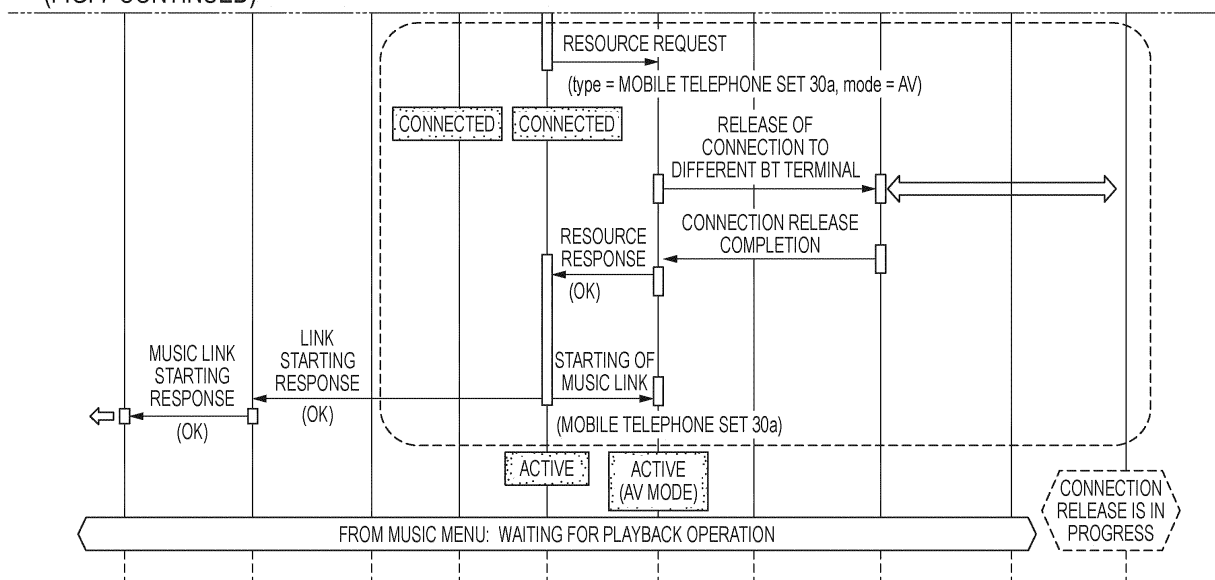 (FIG. 7 CONTINUED)
RESOURCE REQUEST
(type = MOBILE TELEPHONE SET 30a, mode = AV)
CONNECTED
CONNECTED
RELEASE OF
CONNECTION TO
DIFFERENT BT TERMINAL
CONNECTION RELEASE
COMPLETION
RESOURCE
RESPONSE
(OK)
LINK
STARTING
RESPONSE
(OK)
MUSIC LINK
STARTING
RESPONSE
(OK)
STARTING OF
MUSIC LINK
(MOBILE TELEPHONE SET 30a)
ACTIVE
ACTIVE
(AV MODE)
CONNECTION
RELEASE IS IN
PROGRESS
FROM MUSIC MENU: WAITING FOR PLAYBACK OPERATION